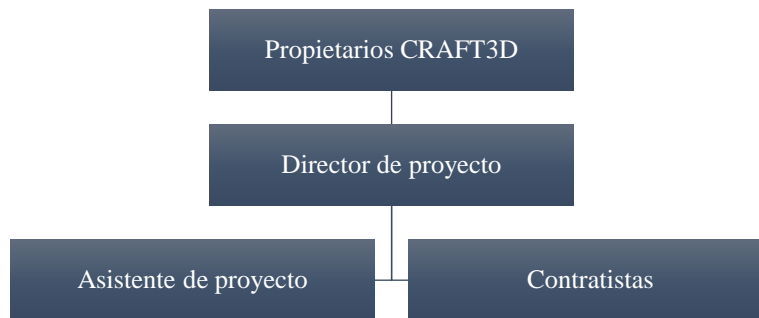 Propietarios CRAFT3D
Director de proyecto
Asistente de proyecto
Contratistas